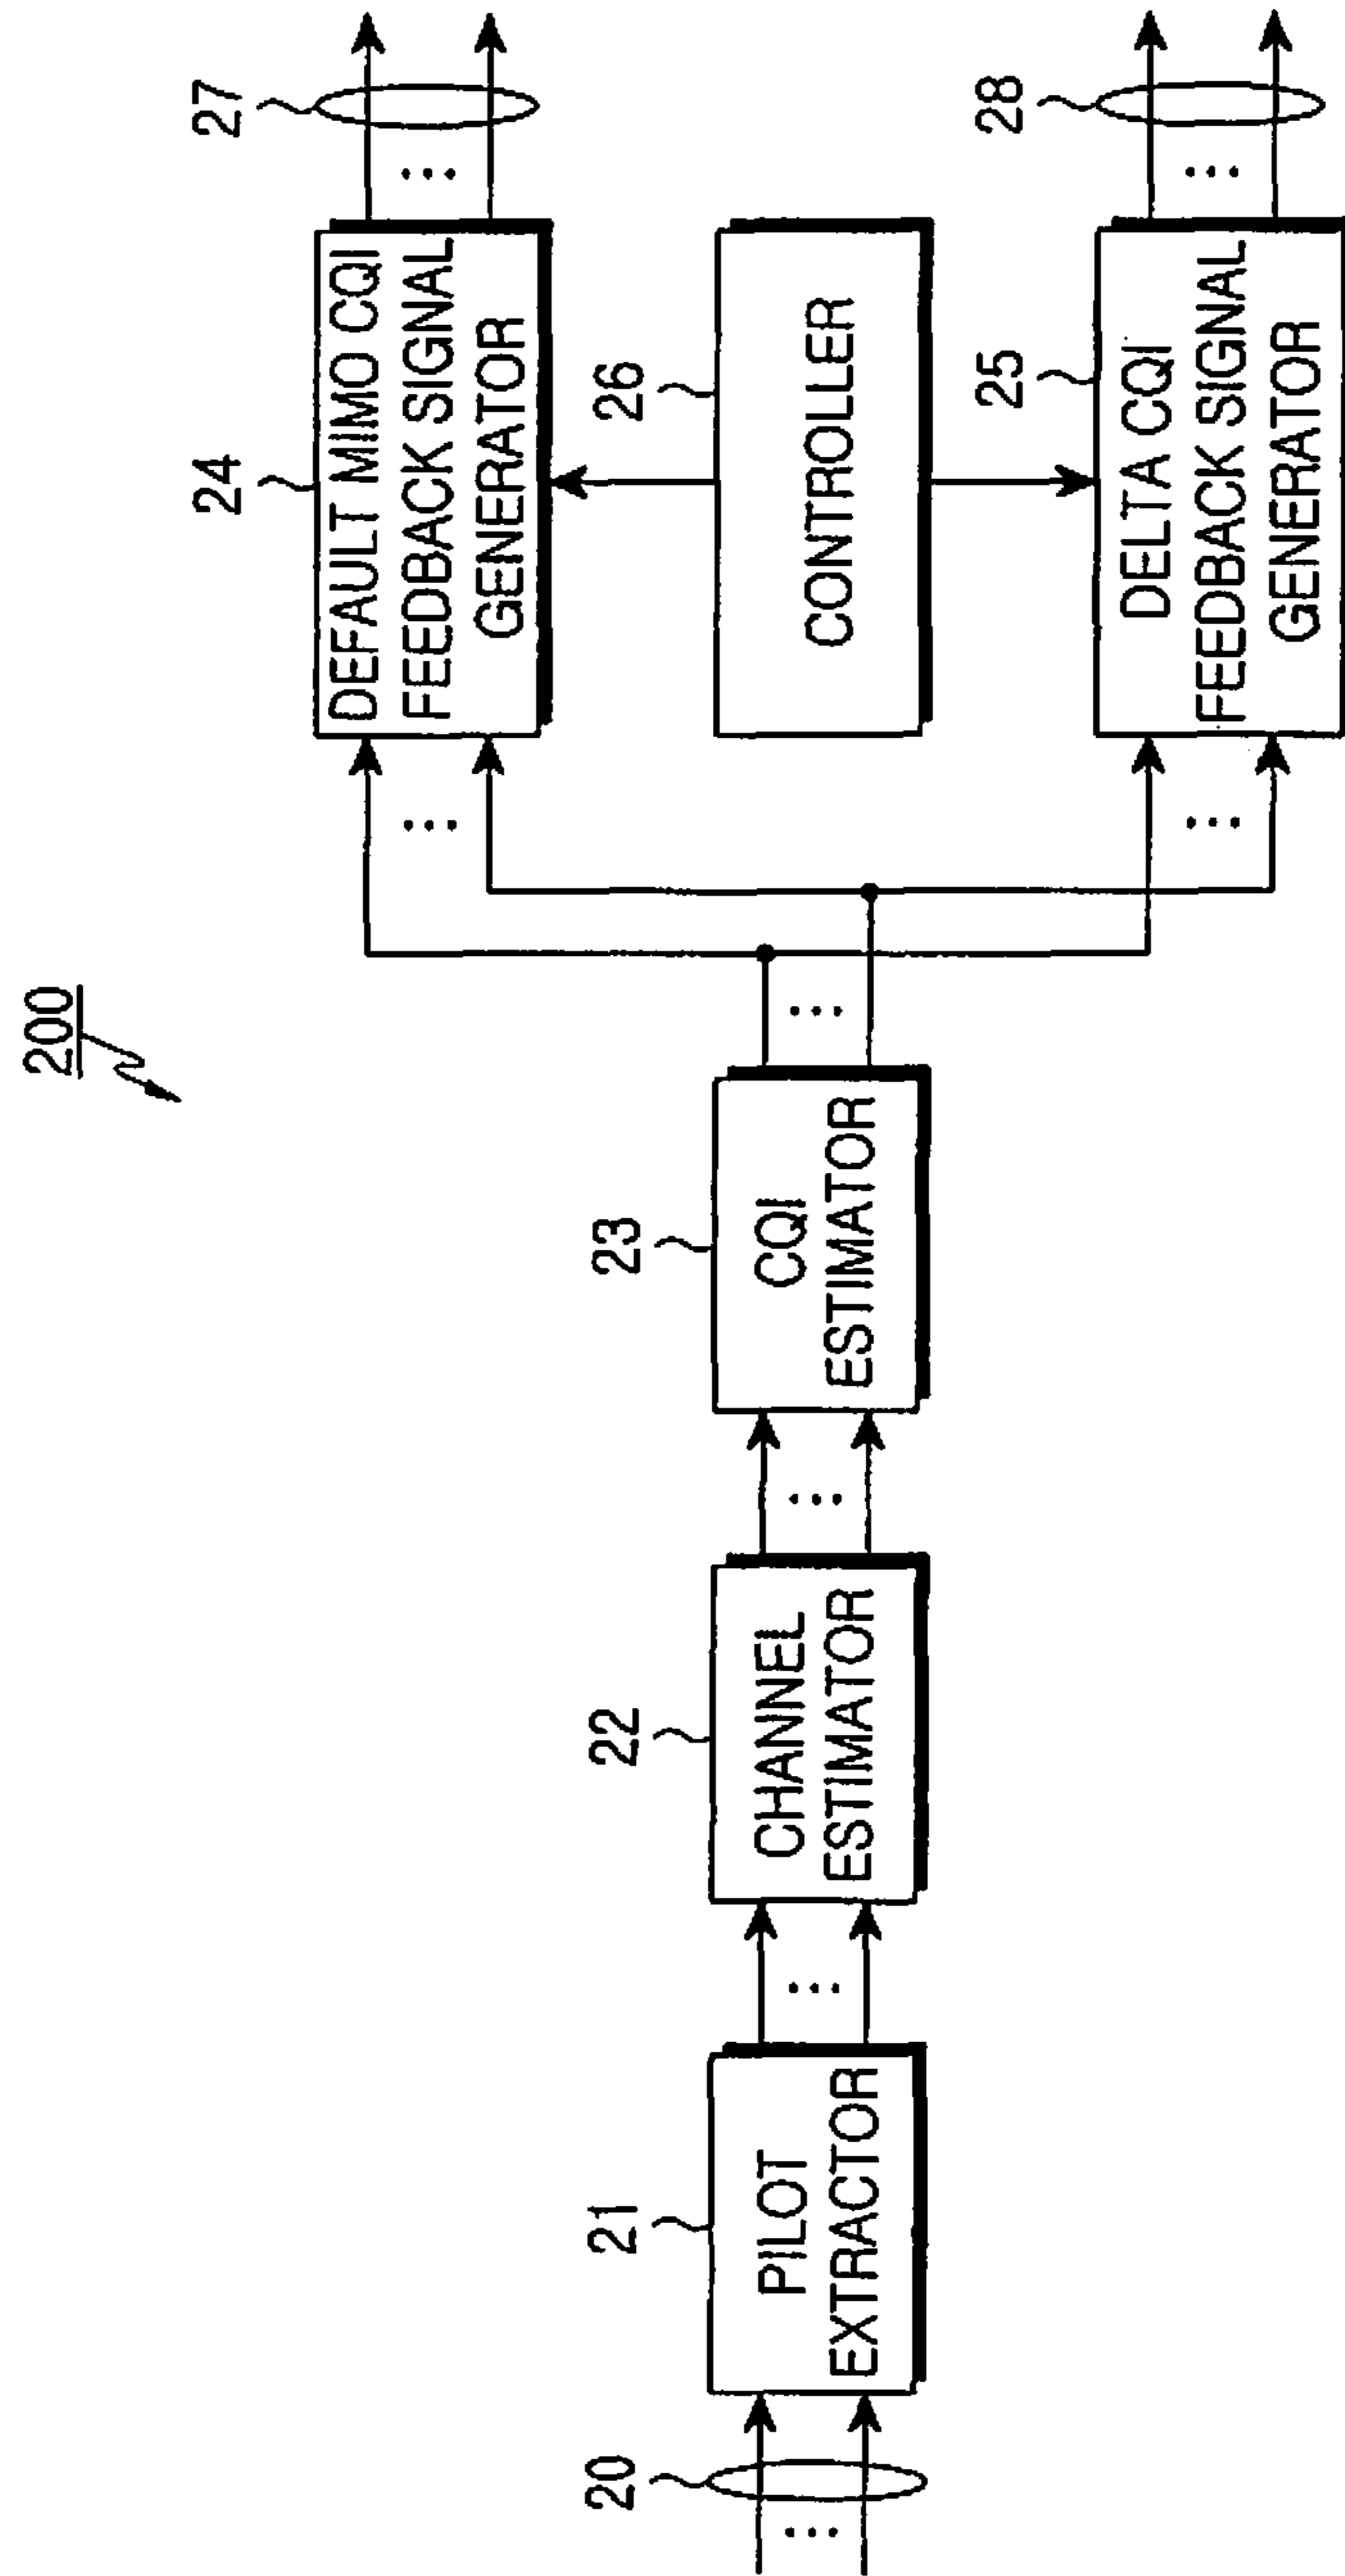 200
20
21
PILOT
EXTRACTOR
22
CHANNEL
ESTIMATOR
23
CQI
ESTIMATOR
24
DEFAULT MIMO CQI
FEEDBACK SIGNAL
GENERATOR
27
26
CONTROLLER
25
DELTA CQI
FEEDBACK SIGNAL
GENERATOR
28